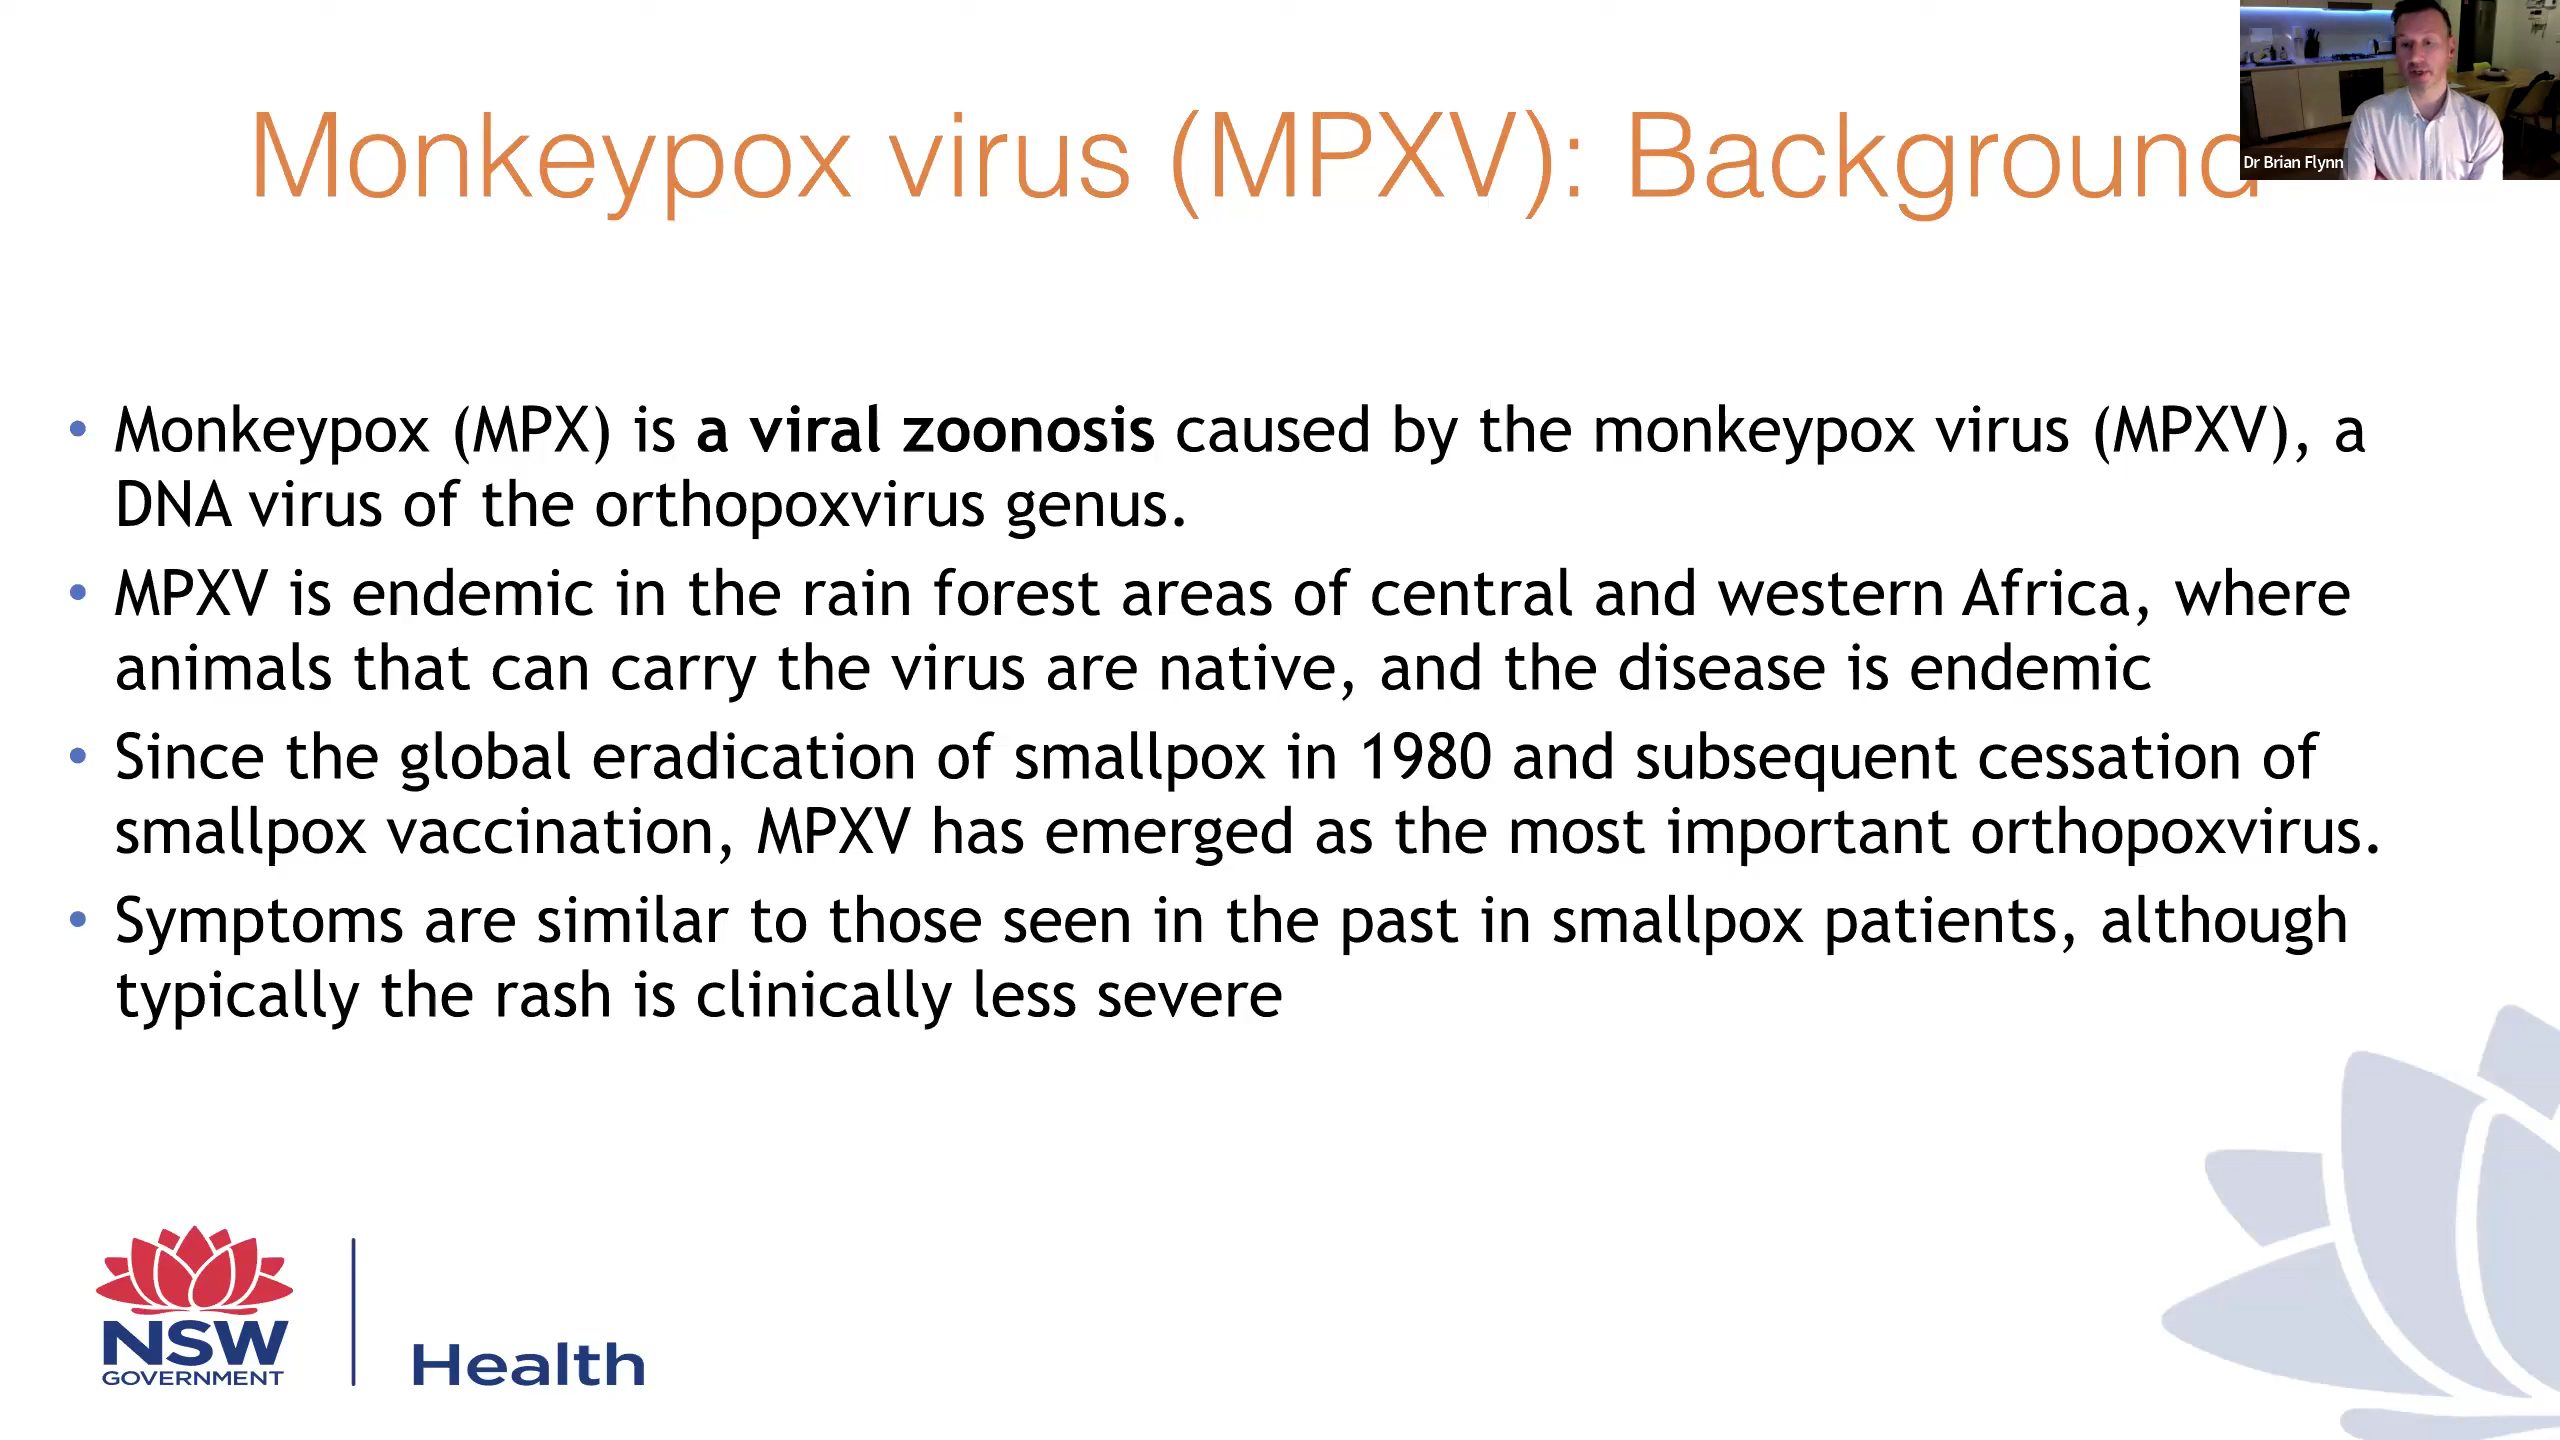 Monkeypox virus (MPXV): Background
Dr Brian Flynn
• Monkeypox (MPX) is a viral zoonosis caused by the monkeypox virus (MPXV), a
DNA virus of the orthopoxvirus genus.
• MPXV is endemic in the rain forest areas of central and western Africa, where
animals that can carry the virus are native, and the disease is endemic
• Since the global eradication of smallpox in 1980 and subsequent cessation of
smallpox vaccination, MPXV has emerged as the most important orthopoxvirus.
• Symptoms are similar to those seen in the past in smallpox patients, although
typically the rash is clinically less severe
NSW
GOVERNMENT
Health